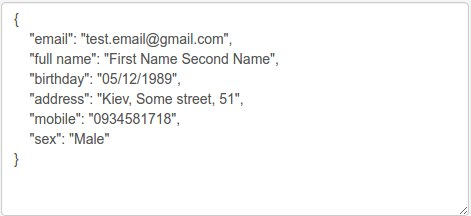 {
"email": "test.email@gmail.com",
"full name": "First Name Second Name",
"birthday": "05/12/1989",
"address": "Kiev, Some street, 51",
"mobile": "0934581718",
"sex": "Male"
}